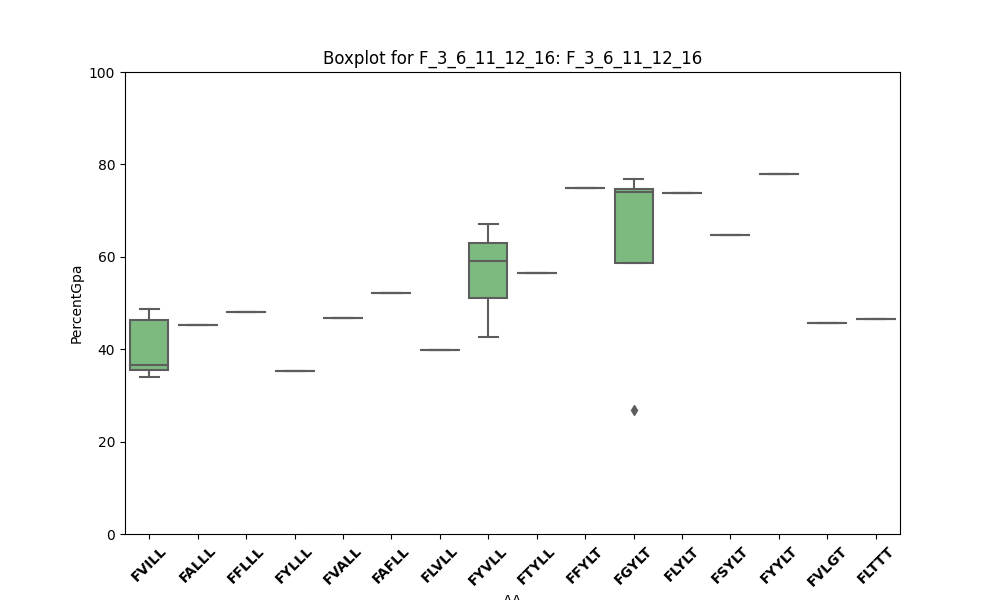 Boxplot for F_3_6_11_12_16: F_3_6_11_12_16
PercentGpa
100
80
60
40
20
0
FVILL
FALLL
FFLLL
FYLLL
FVALL
FAFLL
FLVLL
FYVLL
FTYLL
FFYLT
FGYLT
FLYLT
FSYLT
FYYLT
FVLGT
FLTTT
AA